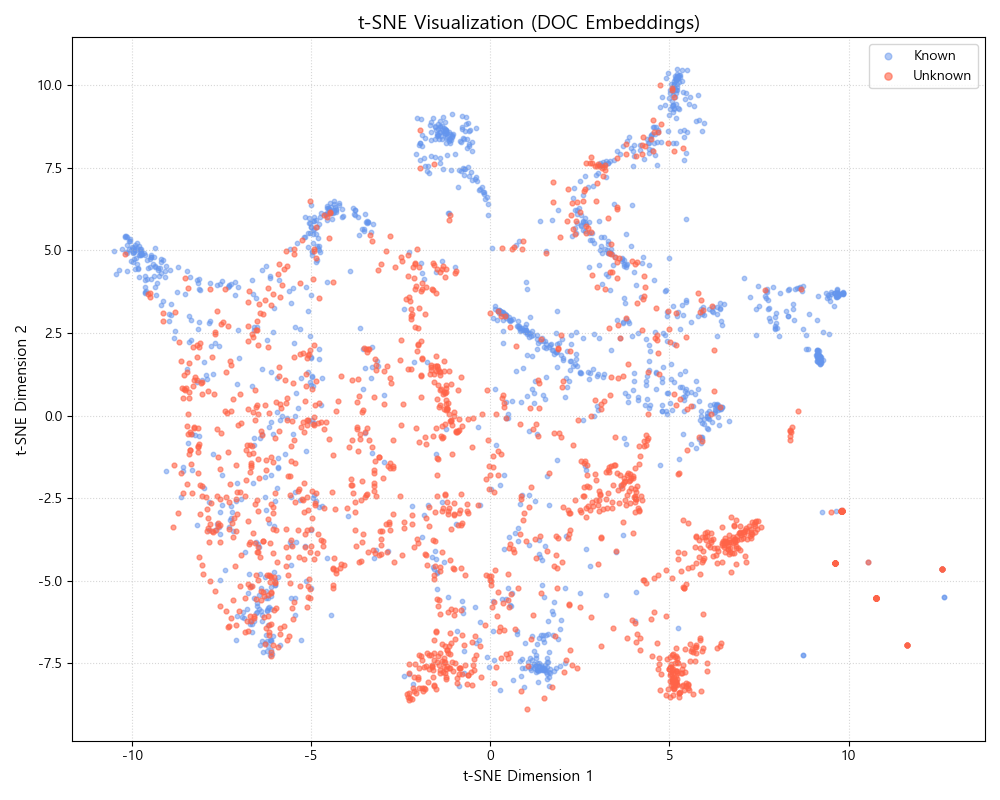 t-SNE Visualization (DOC Embeddings)
Known
Unknown
10.0
7.5
5.0
2.5
0.0
-2.5
-5.0
-7.5
t-SNE Dimension 2
-10
-5
0
5
10
t-SNE Dimension 1